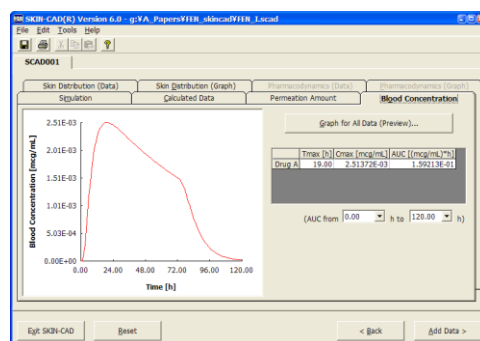 SKIN-CAD(R) Version 6.0 - g:¥A_Papers¥FEN_skincad¥FEN_I.scad
File Edit Tools Help
SCAD001
Skin Distribution (Data) Skin Distribution (Graph) Pharmacodynamics (Data) Pharmacodynamics (Graph)
Simulation Calculated Data Permeation Amount Blood Concentration
Blood Concentration [mcg/mL]
2.51E-03
2.01E-03
1.51E-03
1.01E-03
5.03E-04
0.00E+00
0.00 24.00 48.00 72.00 96.00 120.00
Time [h]
Graph for All Data (Preview)...
Tmax [h] Cmax [mcg/mL] AUC [(mcg/mL)*h]
Drug A 19.00 2.51372E-03 1.59213E-01
(AUC from 0.00 h to 120.00 h)
Exit SKIN-CAD Reset < Back Add Data >